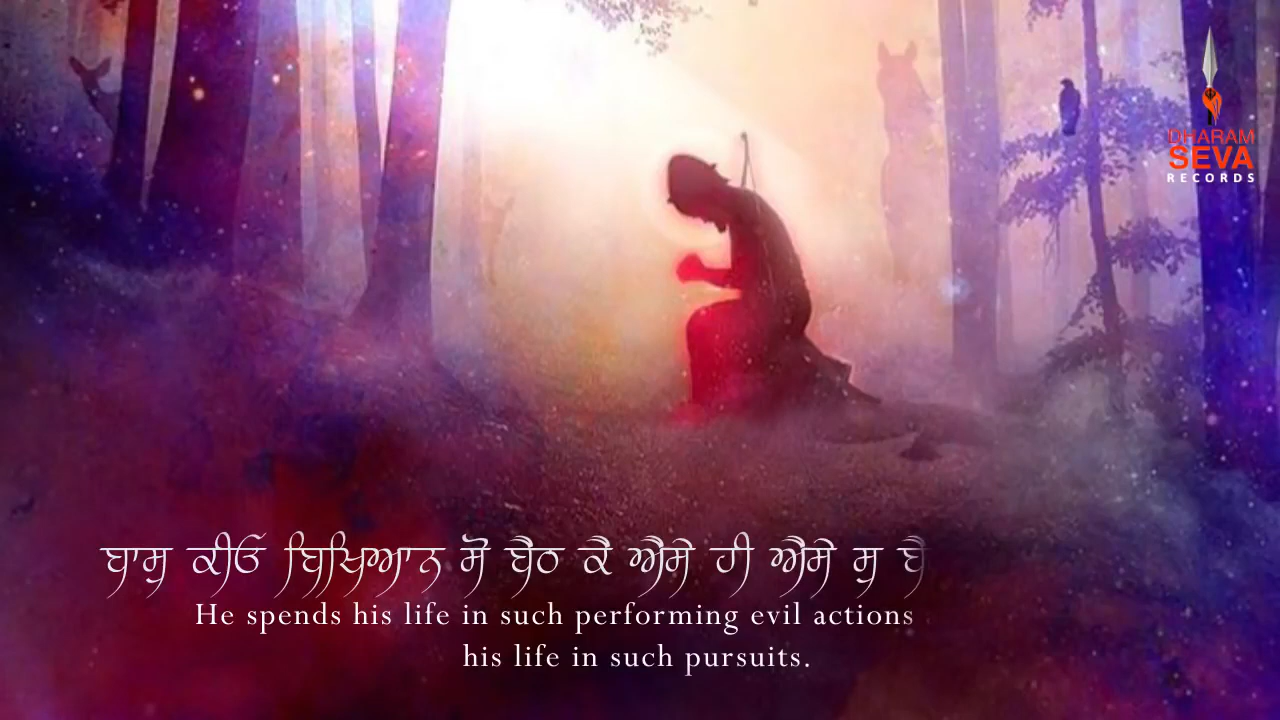 DHARAM
SEVA
RECORDS
ਬਾਸੁ ਕੀਓ ਬਿਖਿਆਨ ਸੋ ਬੈਠ ਕੈ ਐਸੇ ਹੀ ਐਸੇ ਸੁ
He spends his life in such performing evil actions
his life in such pursuits.